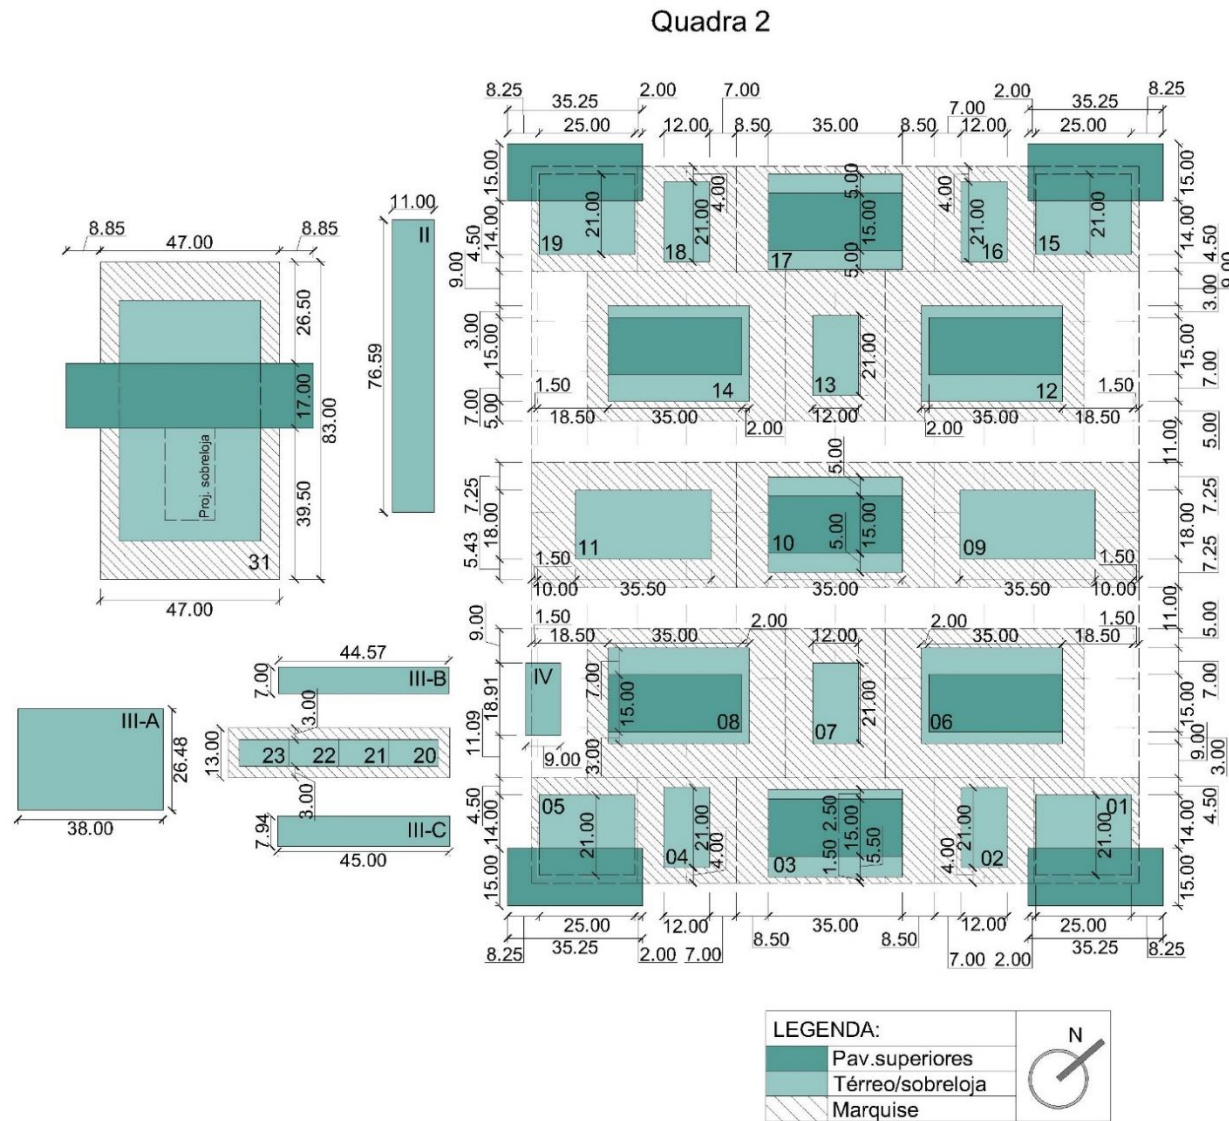 Quadra 2
8.25 2.00 7.00 2.00 8.25
35.25 7.00 35.25
25.00 12.00 8.50 35.00 8.50 12.00 25.00
15.00 4.00 5.00 4.00 15.00
14.00 21.00 21.00 15.00 21.00 21.00 14.00
4.50 19 18 17 16 15 4.50
9.00 5.00 9.00
3.00
3.00 15.00 21.00 15.00
14 13 12 7.00
1.50 1.50
7.00 5.00 18.50 35.00 12.00 35.00 18.50 5.00
2.00 2.00
11.00
5.00
7.25 7.25
18.00 5.00 15.00 18.00
5.43 11 10 09 7.25
1.50 1.50
10.00 35.50 35.00 35.50 10.00
11.00
1.50 2.00 2.00 1.50
9.00 18.50 35.00 12.00 35.00 18.50 5.00
IV 7.00 7.00
18.91 15.00 21.00 15.00
08 07 06
11.09 9.00 3.00 9.00 3.00
4.50 05 01 4.50
14.00 21.00 21.00 2.50 15.00 21.00 21.00 14.00
04 03 02
15.00 4.00 1.50 5.50 4.00 15.00
25.00 12.00 35.00 12.00 25.00
35.25 8.50 8.50 35.25
8.25 2.00 7.00 7.00 2.00 8.25
8.85 47.00 8.85
26.50
17.00
83.00
Proj. sobreloja
39.50
31
47.00
11.00
II
76.59
44.57
7.00 III-B
3.00
III-A
26.48
38.00
13.00 23 22 21 20
3.00
7.94 III-C
45.00
LEGENDA:
Pav.superiores
Térreo/sobreloja
Marquise
N